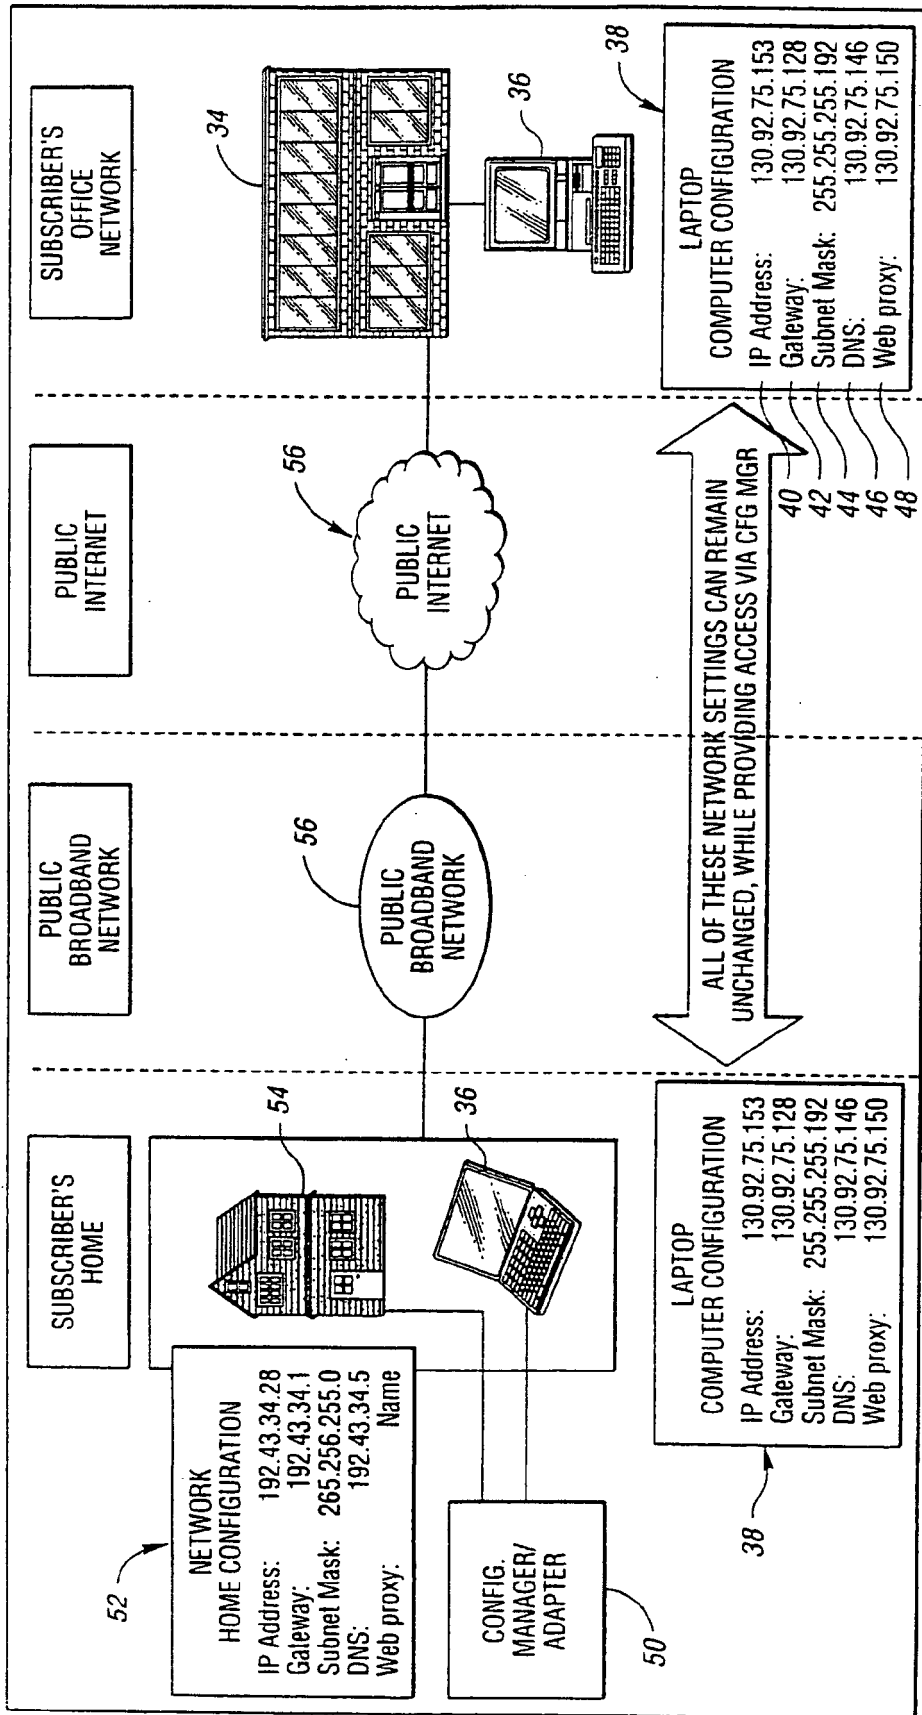 SUBSCRIBER'S
HOME
PUBLIC
BROADBAND
NETWORK
PUBLIC
INTERNET
SUBSCRIBER'S
OFFICE
NETWORK
52
NETWORK
HOME CONFIGURATION
IP Address: 192.43.34.28
Gateway: 192.43.34.1
Subnet Mask: 265.256.255.0
DNS: 192.43.34.5
Web proxy: Name
54
36
CONFIG.
MANAGER/
ADAPTER
50
56
PUBLIC
BROADBAND
NETWORK
56
PUBLIC
INTERNET
34
36
38
LAPTOP
COMPUTER CONFIGURATION
IP Address: 130.92.75.153
Gateway: 130.92.75.128
Subnet Mask: 255.255.255.192
DNS: 130.92.75.146
Web proxy: 130.92.75.150
ALL OF THESE NETWORK SETTINGS CAN REMAIN
UNCHANGED, WHILE PROVIDING ACCESS VIA CFG MGR
38
LAPTOP
COMPUTER CONFIGURATION
IP Address: 130.92.75.153
Gateway: 130.92.75.128
Subnet Mask: 255.255.255.192
DNS: 130.92.75.146
Web proxy: 130.92.75.150
40
42
44
46
48